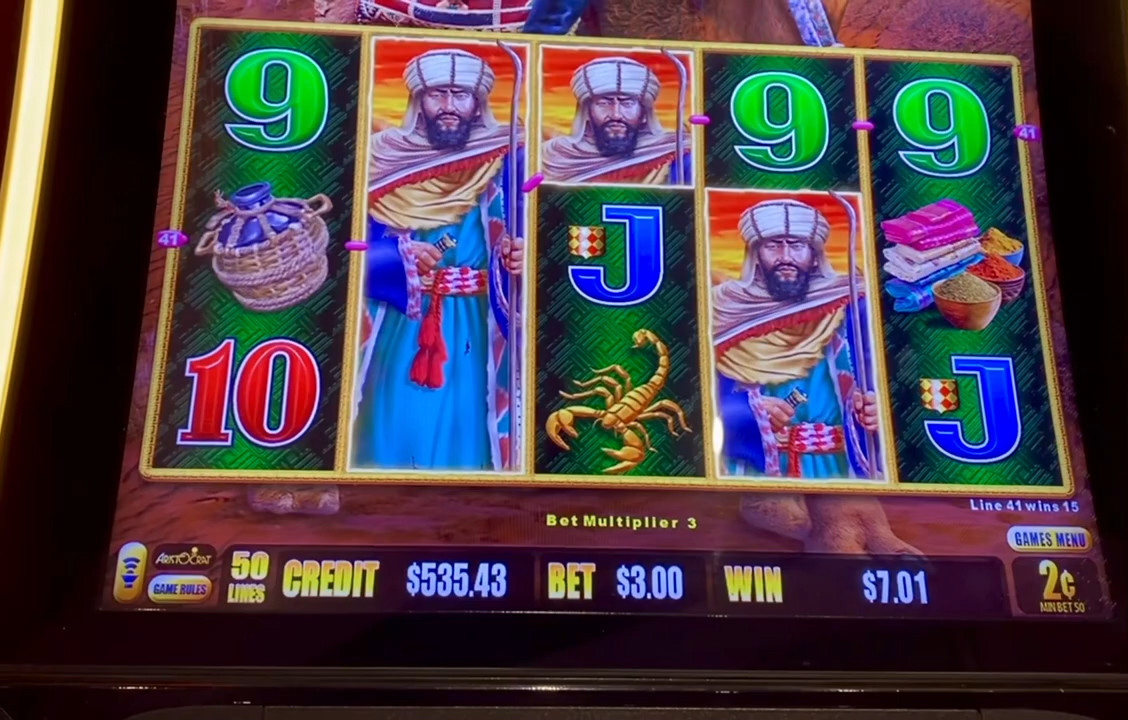 9 9 9
41
41
J
10
J
Line 41 wins 15
Bet Multiplier 3
GAMES MENU
ARISTOCRAT
GAME RULES
50
LINES
CREDIT $535.43 BET $3.00 WIN $7.01
2¢
MIN BET 50